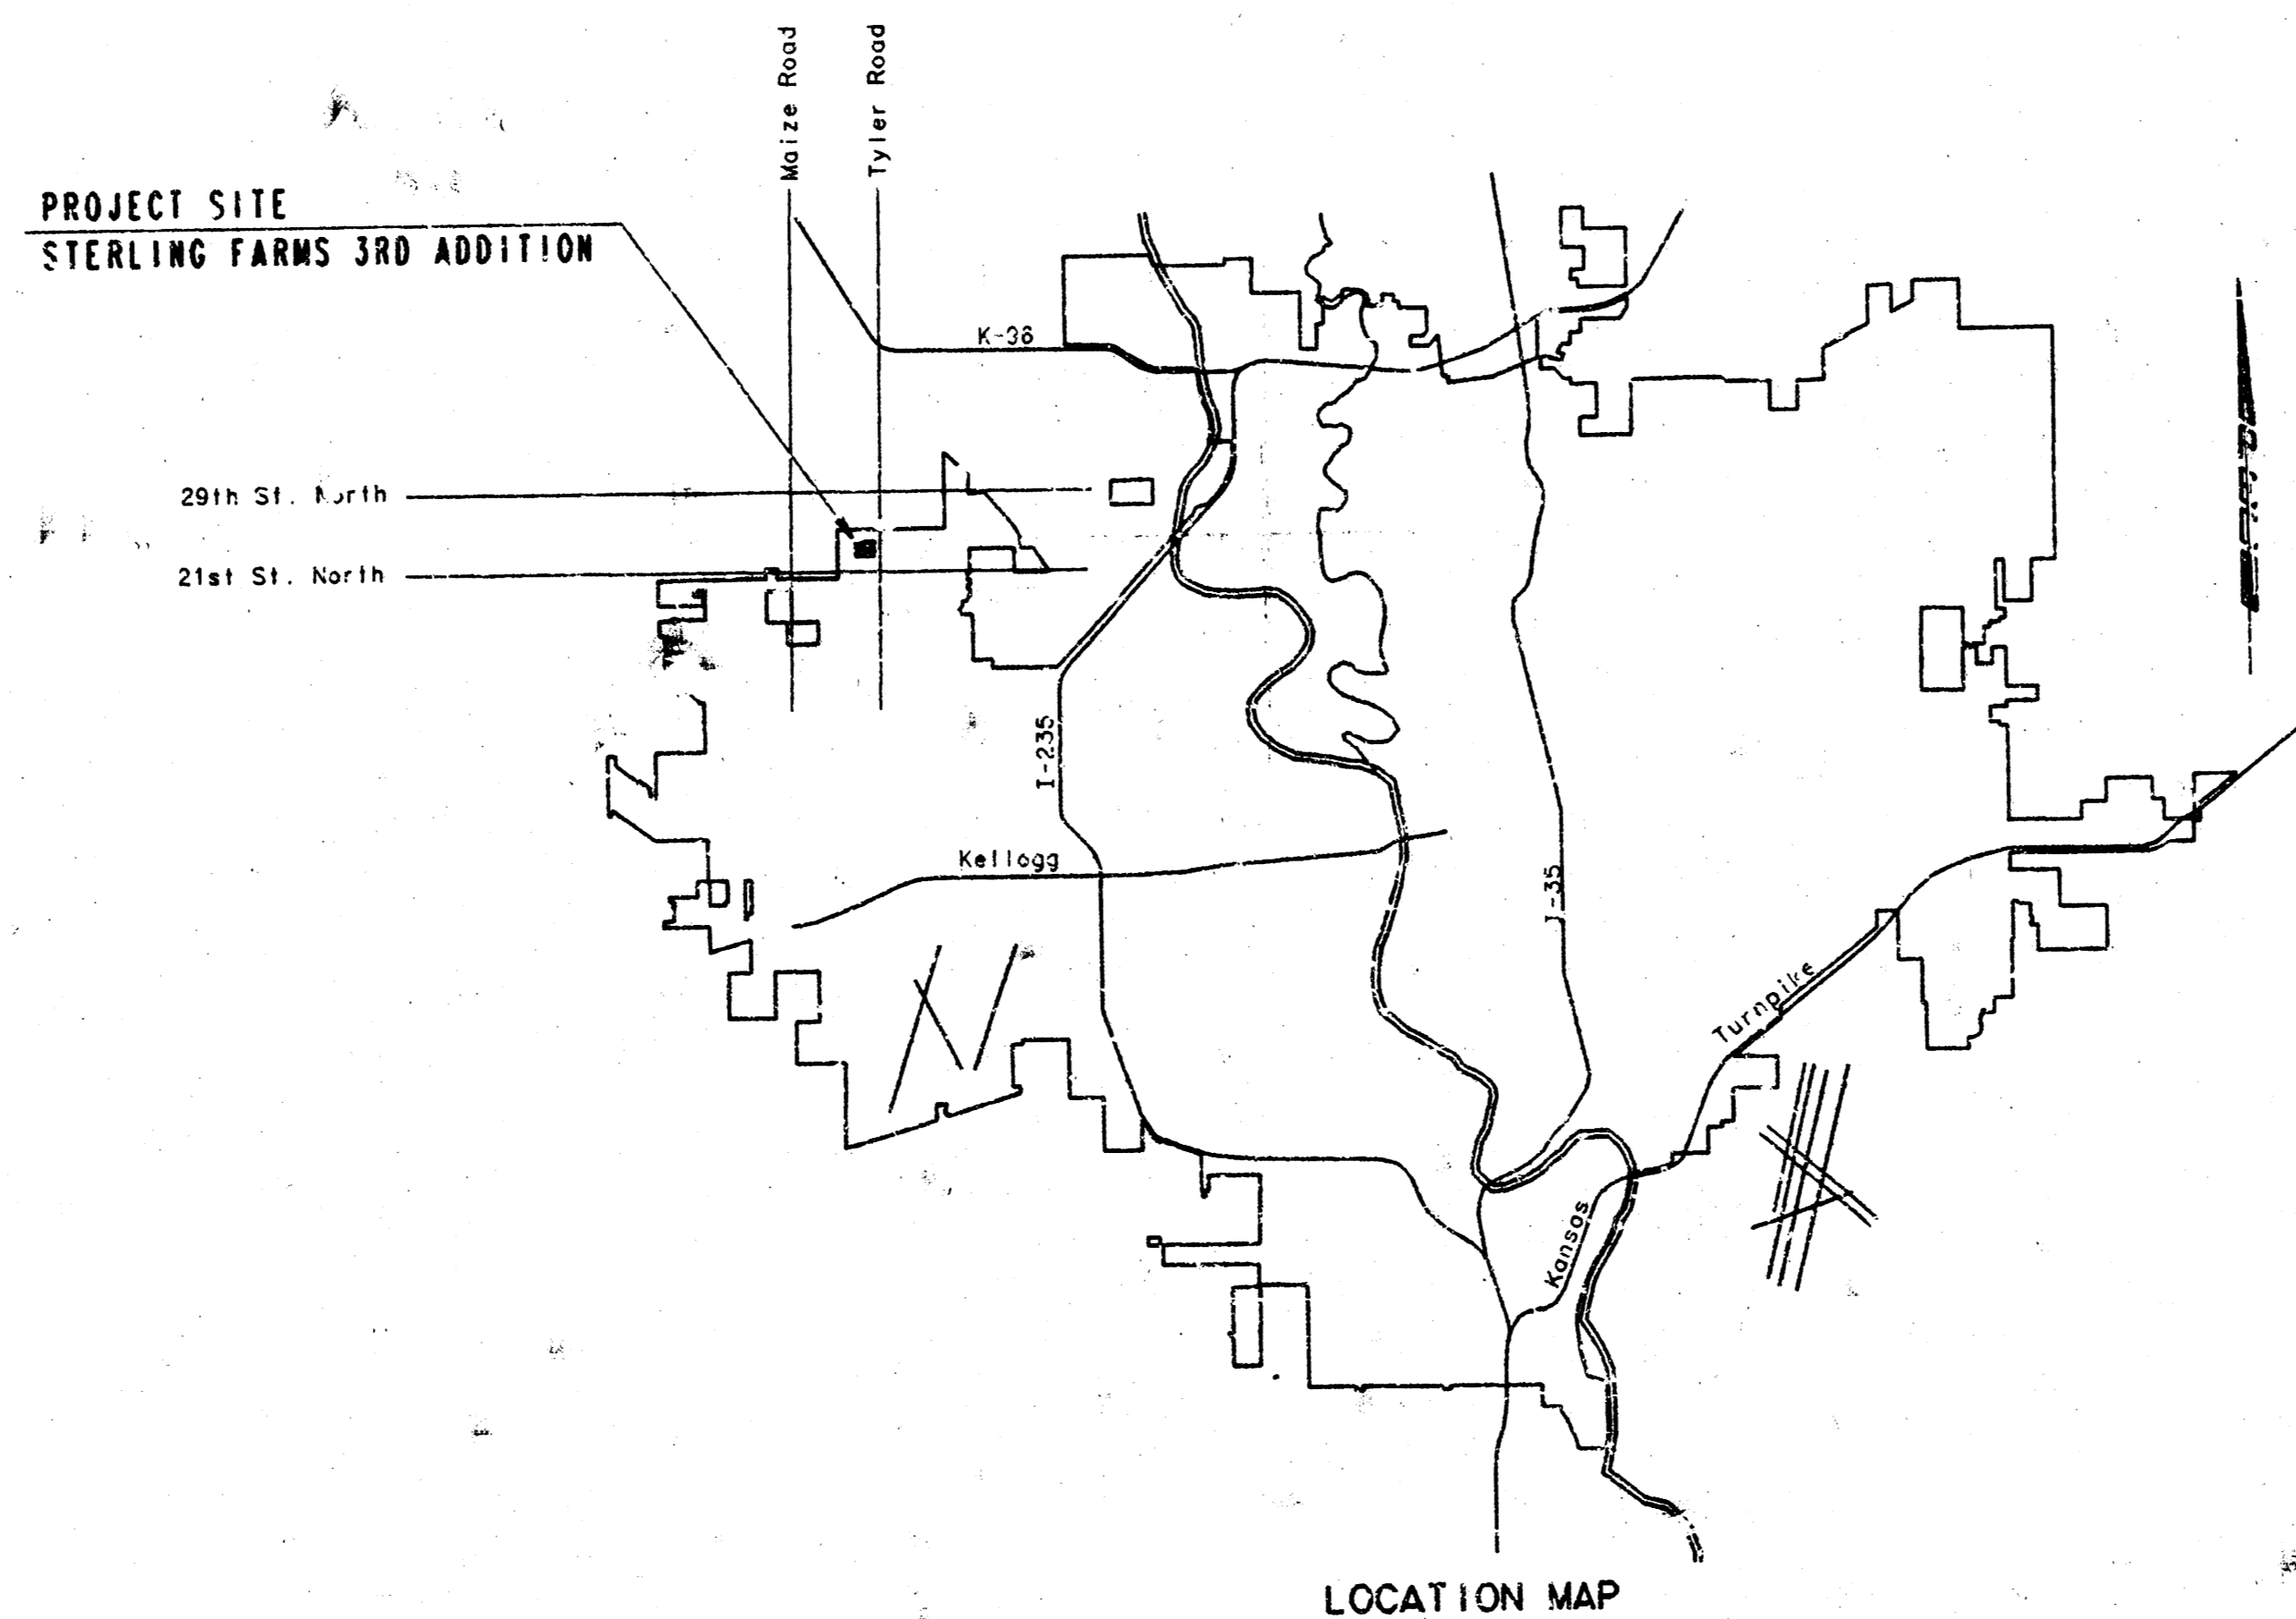 Maize Road
Tyler Road
PROJECT SITE
STERLING FARMS 3RD ADDITION
K-36
29th St. North
21st St. North
I-235
Kellogg
I-35
Turnpike
Kansas
LOCATION MAP